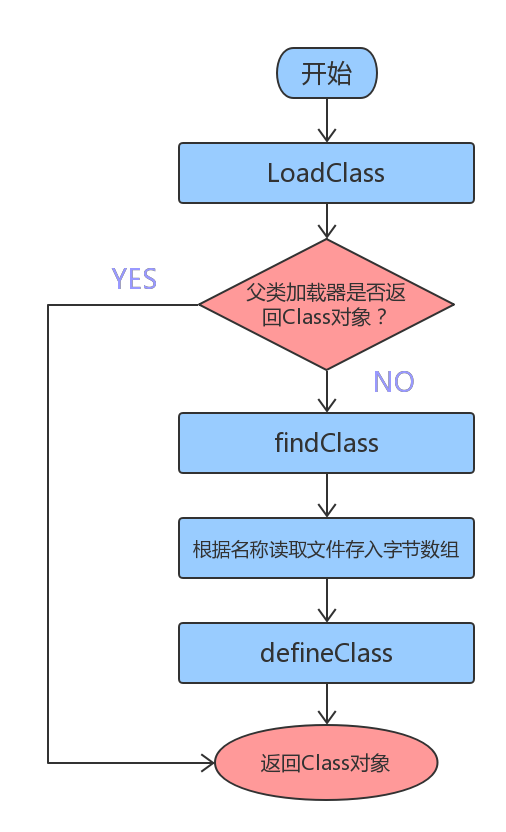 开始
LoadClass
YES
父类加载器是否返
回Class对象？
NO
findClass
根据名称读取文件存入字节数组
defineClass
返回Class对象